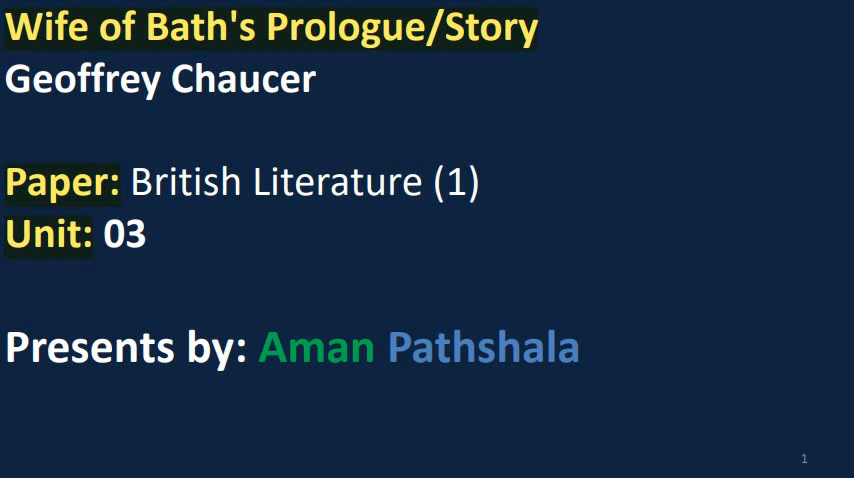 Wife of Bath's Prologue/Story
Geoffrey Chaucer
Paper: British Literature (1)
Unit: 03
Presents by: Aman Pathshala
1